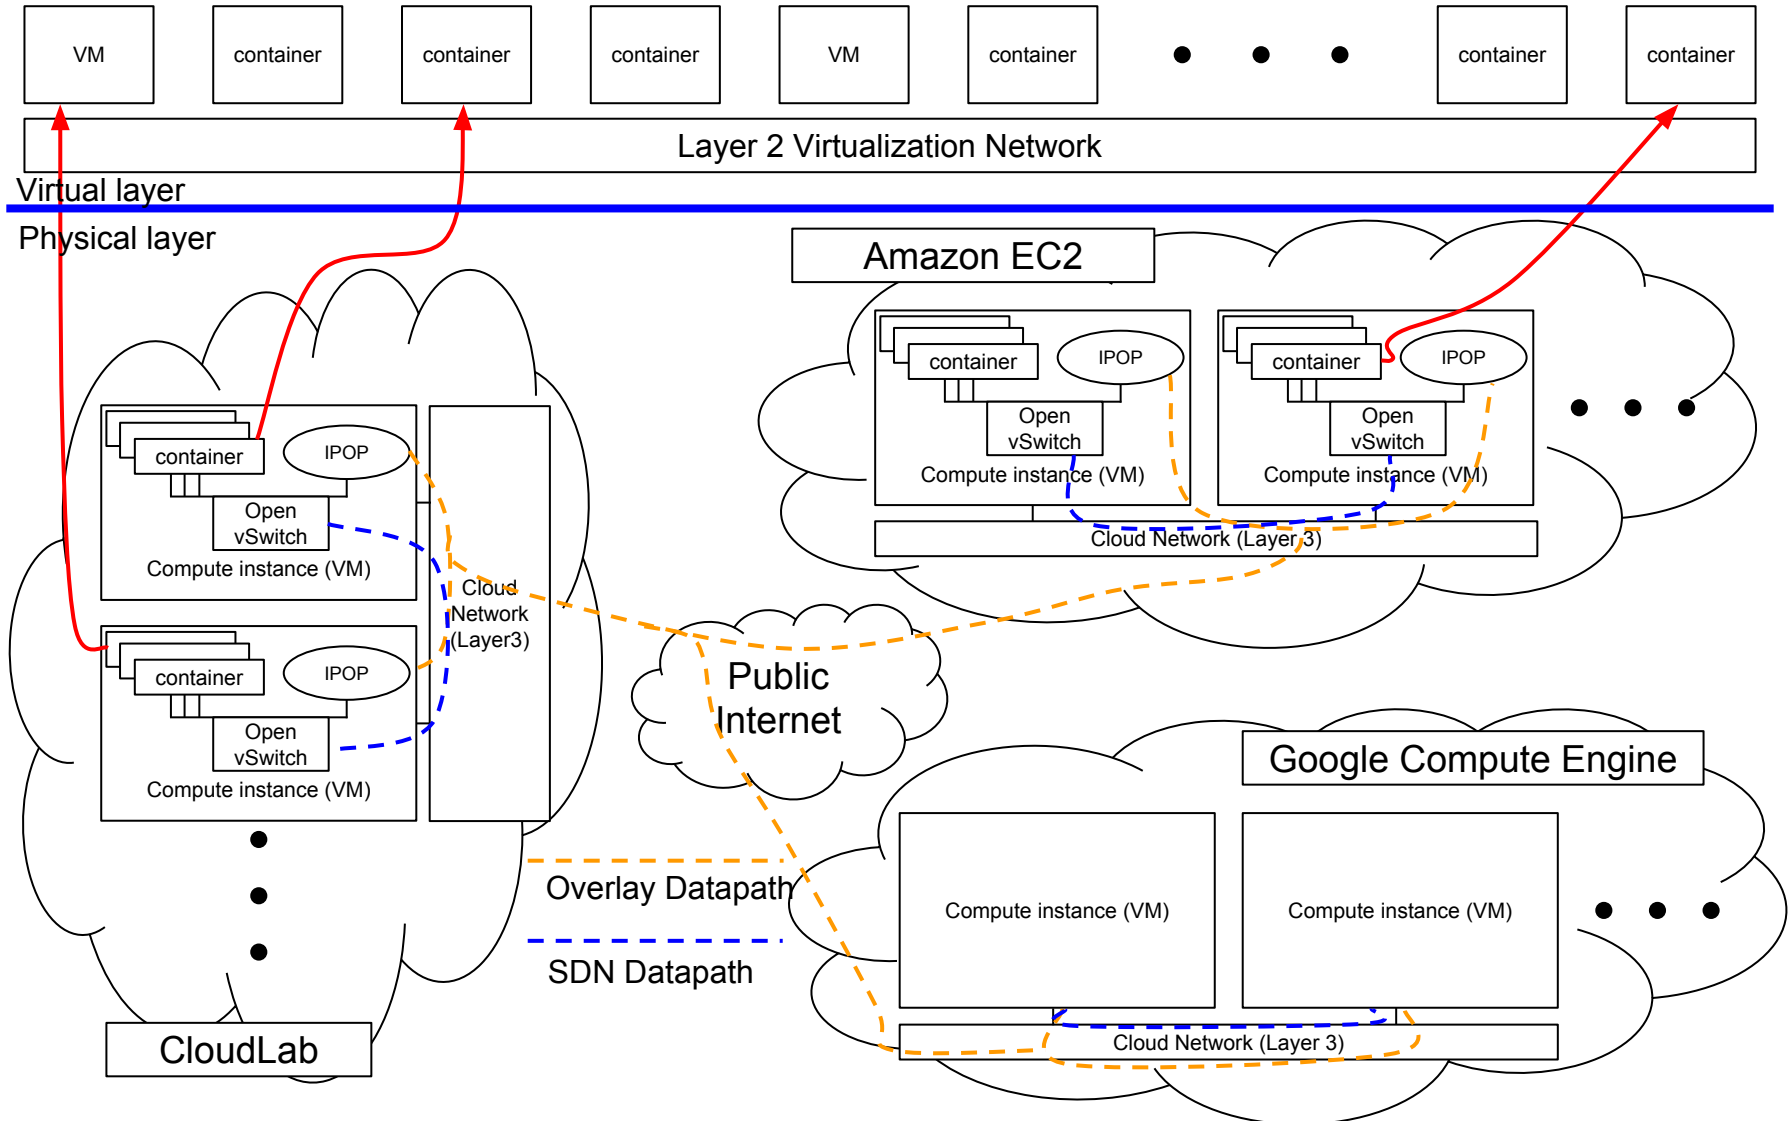 VM
container
container
container
VM
container
container
container
Layer 2 Virtualization Network
Virtual layer
Physical layer
Amazon EC2
container
IPOP
Open
vSwitch
Compute instance (VM)
container
IPOP
Open
vSwitch
Compute instance (VM)
Cloud Network (Layer 3)
container
IPOP
Open
vSwitch
Compute instance (VM)
container
IPOP
Open
vSwitch
Compute instance (VM)
Cloud
Network
(Layer3)
CloudLab
Public
Internet
Overlay Datapath
SDN Datapath
Google Compute Engine
Compute instance (VM)
Compute instance (VM)
Cloud Network (Layer 3)